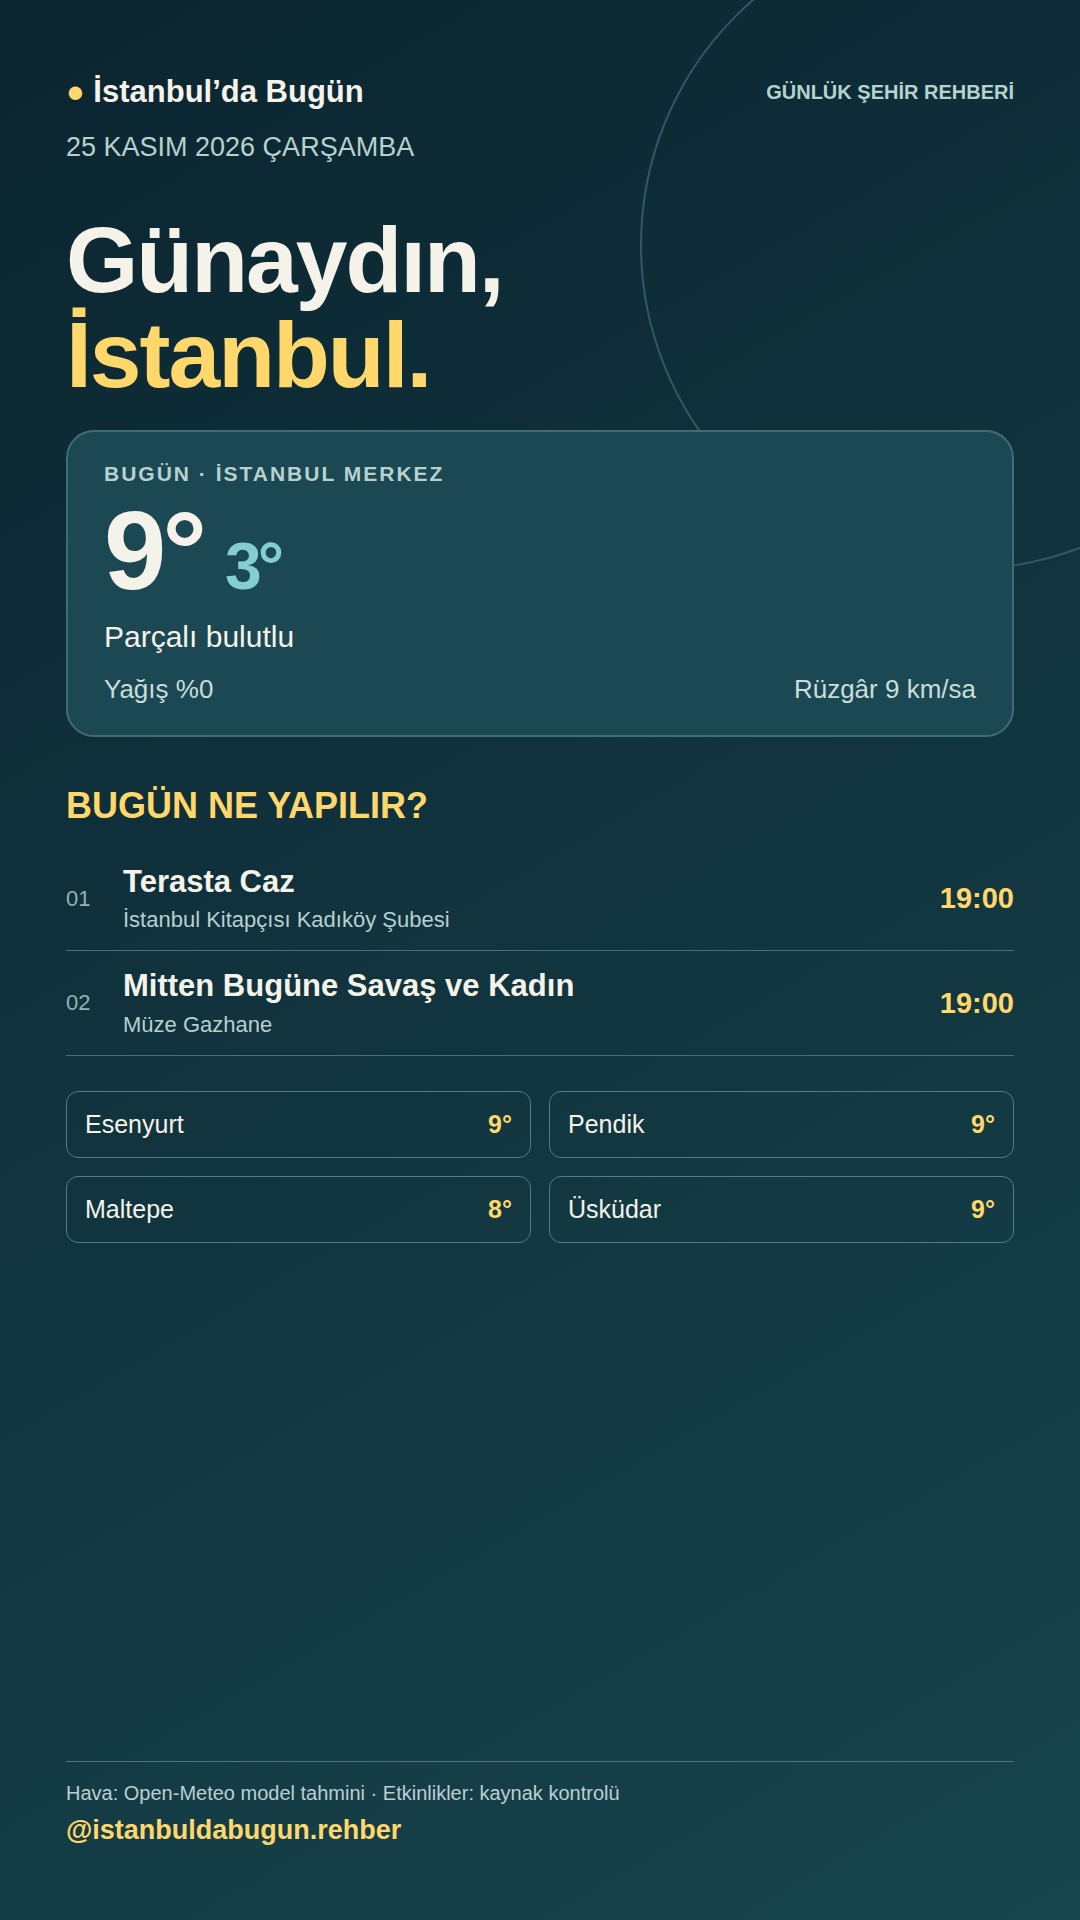 ● İstanbul’da Bugün
GÜNLÜK ŞEHİR REHBERİ
25 KASIM 2026 ÇARŞAMBA
Günaydın,
İstanbul.
BUGÜN · İSTANBUL MERKEZ
9° 3°
Parçalı bulutlu
Yağış %0
Rüzgâr 9 km/sa
BUGÜN NE YAPILIR?
01
Terasta Caz
İstanbul Kitapçısı Kadıköy Şubesi
19:00
02
Mitten Bugüne Savaş ve Kadın
Müze Gazhane
19:00
Esenyurt 9°
Pendik 9°
Maltepe 8°
Üsküdar 9°
Hava: Open-Meteo model tahmini · Etkinlikler: kaynak kontrolü
@istanbuldabugun.rehber